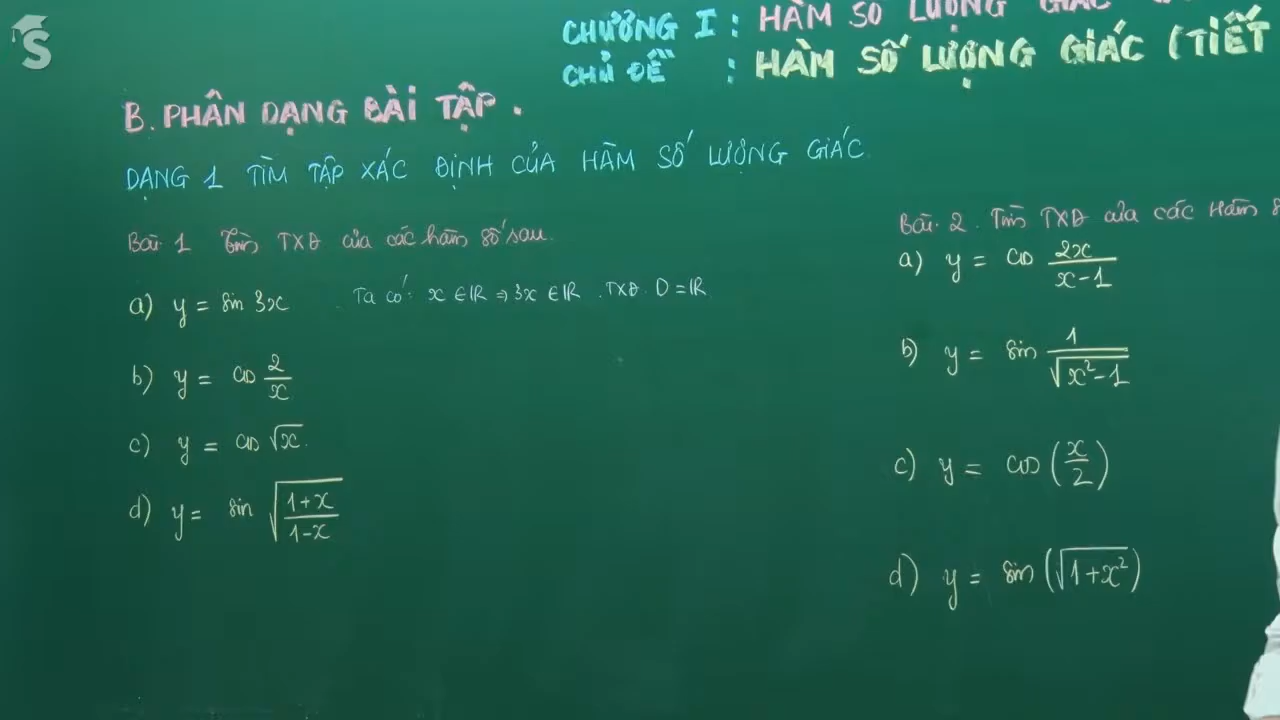 S
CHƯƠNG I : HÀM SỐ LƯỢNG GIÁC
CHỦ ĐỀ : HÀM SỐ LƯỢNG GIÁC (TIẾT
B. PHÂN DẠNG BÀI TẬP.
DẠNG 1 TÌM TẬP XÁC ĐỊNH CỦA HÀM SỐ LƯỢNG GIÁC.
Bài 1 Tìm TXĐ của các hàm số sau.
a) y = sin 3x Ta có: x ∈ ℝ ⇒ 3x ∈ ℝ . TXĐ. D = ℝ
b) y = cos 2/x
c) y = cos √x.
d) y = sin √((1+x)/(1-x))
Bài 2. Tìm TXĐ của các Hàm
a) y = cos 2x/(x-1)
b) y = sin 1/√(x²-1)
c) y = cos (x/2)
d) y = sin (√(1+x²))